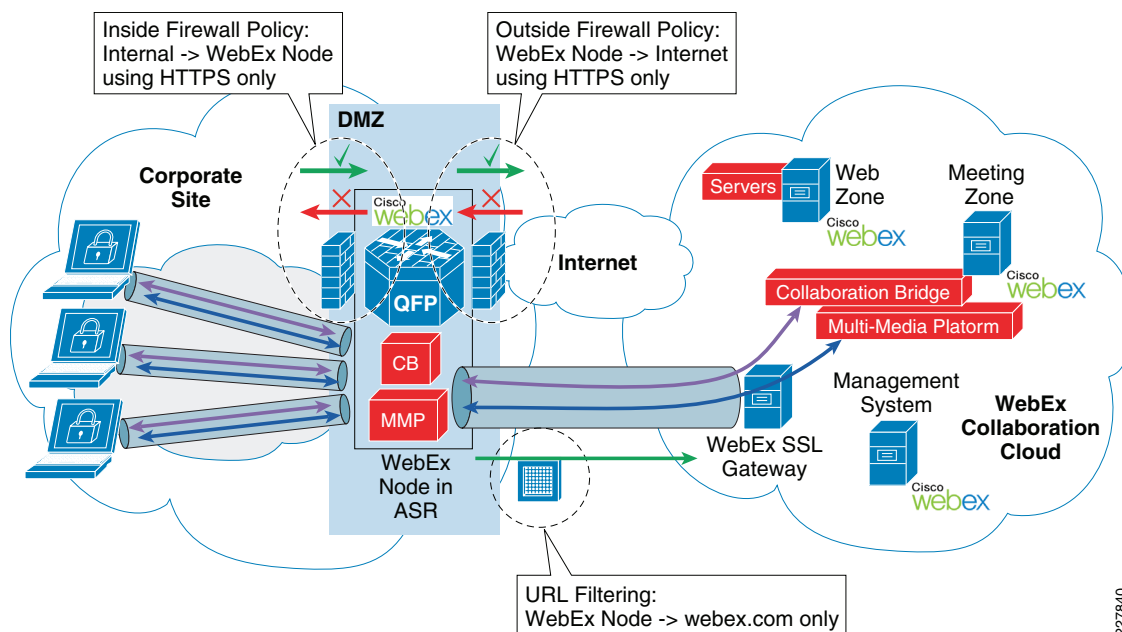 Inside Firewall Policy:
Internal -> WebEx Node
using HTTPS only
Outside Firewall Policy:
WebEx Node -> Internet
using HTTPS only
DMZ
Corporate
Site
Cisco
webex
QFP
CB
MMP
WebEx
Node in
ASR
Internet
Servers
Web
Zone
Cisco
webex
Meeting
Zone
Cisco
webex
Collaboration Bridge
Multi-Media Platorm
Management
System
Cisco
webex
WebEx
Collaboration
Cloud
WebEx SSL
Gateway
URL Filtering:
WebEx Node -> webex.com only
227840